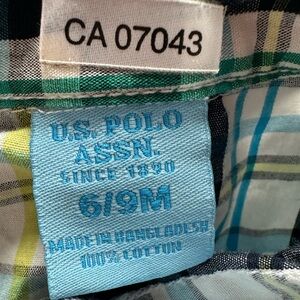 CA 07043
U.S. POLO
ASSN.
SINCE 1890
6/9M
MADE IN BANGLADESH
100% COTTON